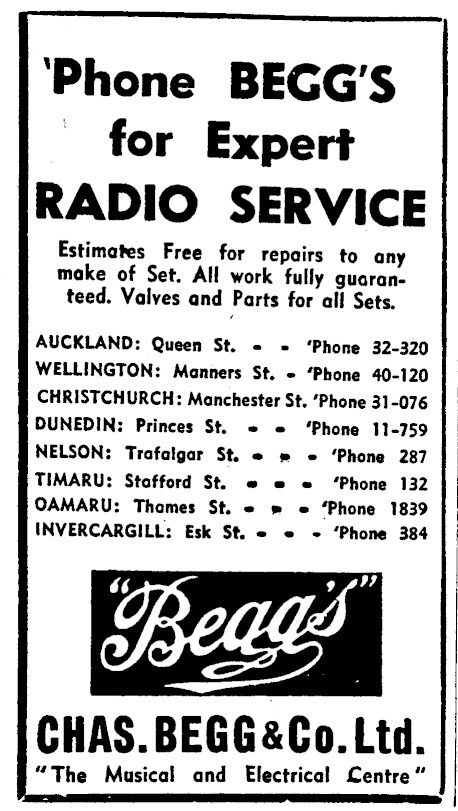 'Phone BEGG'S
for Expert
RADIO SERVICE
Estimates Free for repairs to any
make of Set. All work fully guaran-
teed. Valves and Parts for all Sets.
AUCKLAND: Queen St. - - 'Phone 32-320
WELLINGTON: Manners St. - 'Phone 40-120
CHRISTCHURCH: Manchester St. 'Phone 31-076
DUNEDIN: Princes St. - - 'Phone 11-759
NELSON: Trafalgar St. - - - 'Phone 287
TIMARU: Stafford St. - - - 'Phone 132
OAMARU: Thames St. - - - 'Phone 1839
INVERCARGILL: Esk St. - - - 'Phone 384
"Begg's"
CHAS. BEGG & Co. Ltd.
"The Musical and Electrical Centre"